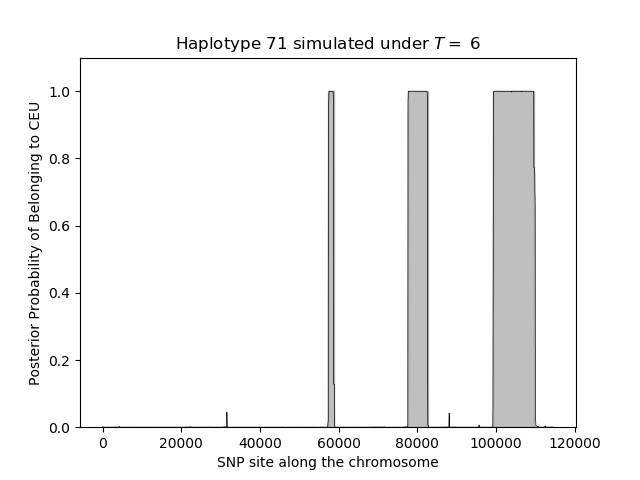 Haplotype 71 simulated under T = 6
Posterior Probability of Belonging to CEU
1.0
0.8
0.6
0.4
0.2
0.0
0 20000 40000 60000 80000 100000 120000
SNP site along the chromosome